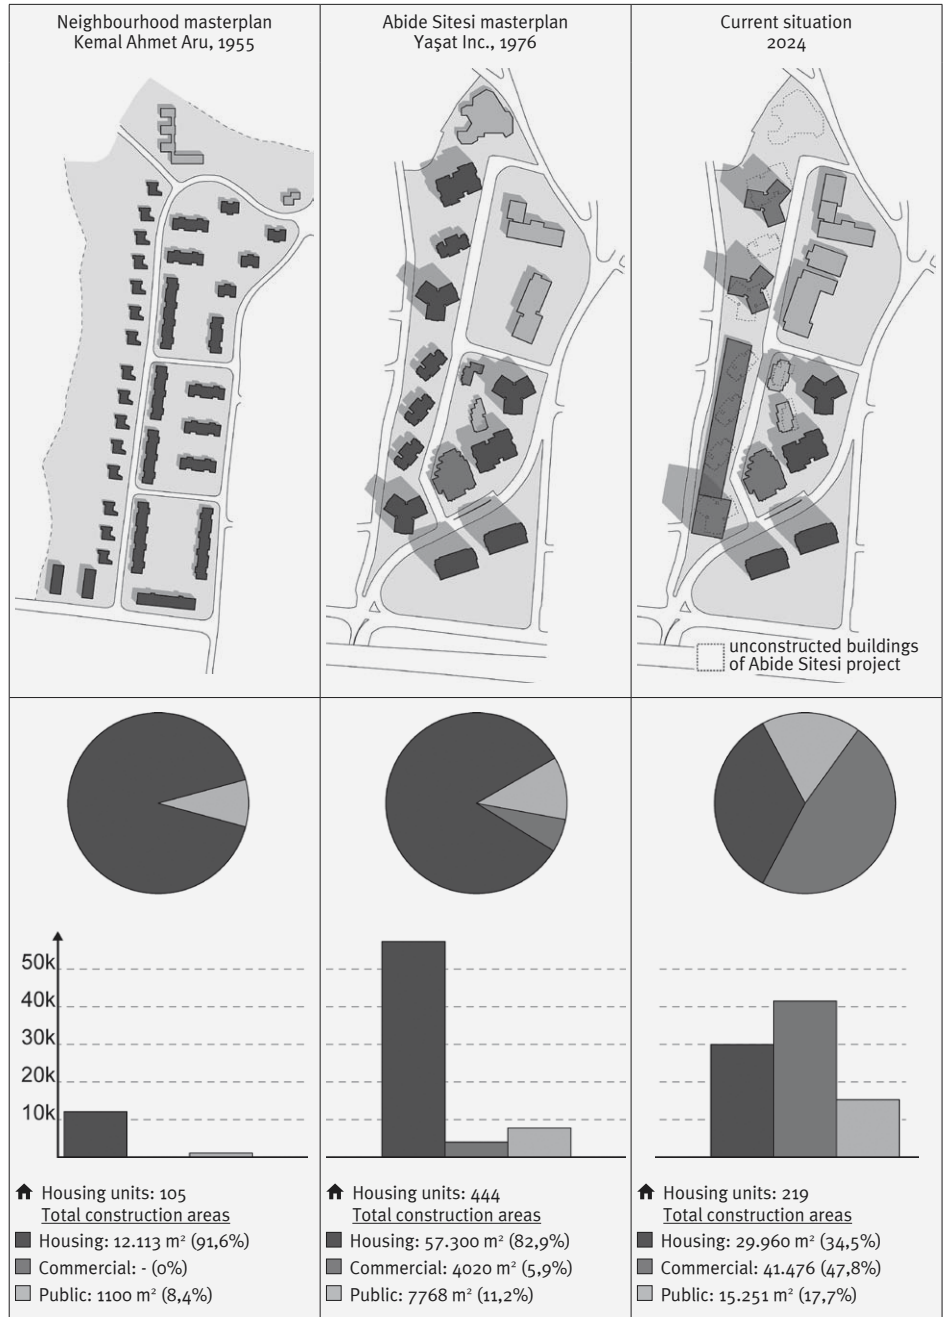 Neighbourhood masterplan
Kemal Ahmet Aru, 1955
Abide Sitesi masterplan
Yaşat Inc., 1976
Current situation
2024
unconstructed buildings
of Abide Sitesi project
50k
40k
30k
20k
10k
Housing units: 105
Total construction areas
Housing: 12.113 m² (91,6%)
Commercial: - (0%)
Public: 1100 m² (8,4%)
Housing units: 444
Total construction areas
Housing: 57.300 m² (82,9%)
Commercial: 4020 m² (5,9%)
Public: 7768 m² (11,2%)
Housing units: 219
Total construction areas
Housing: 29.960 m² (34,5%)
Commercial: 41.476 (47,8%)
Public: 15.251 m² (17,7%)